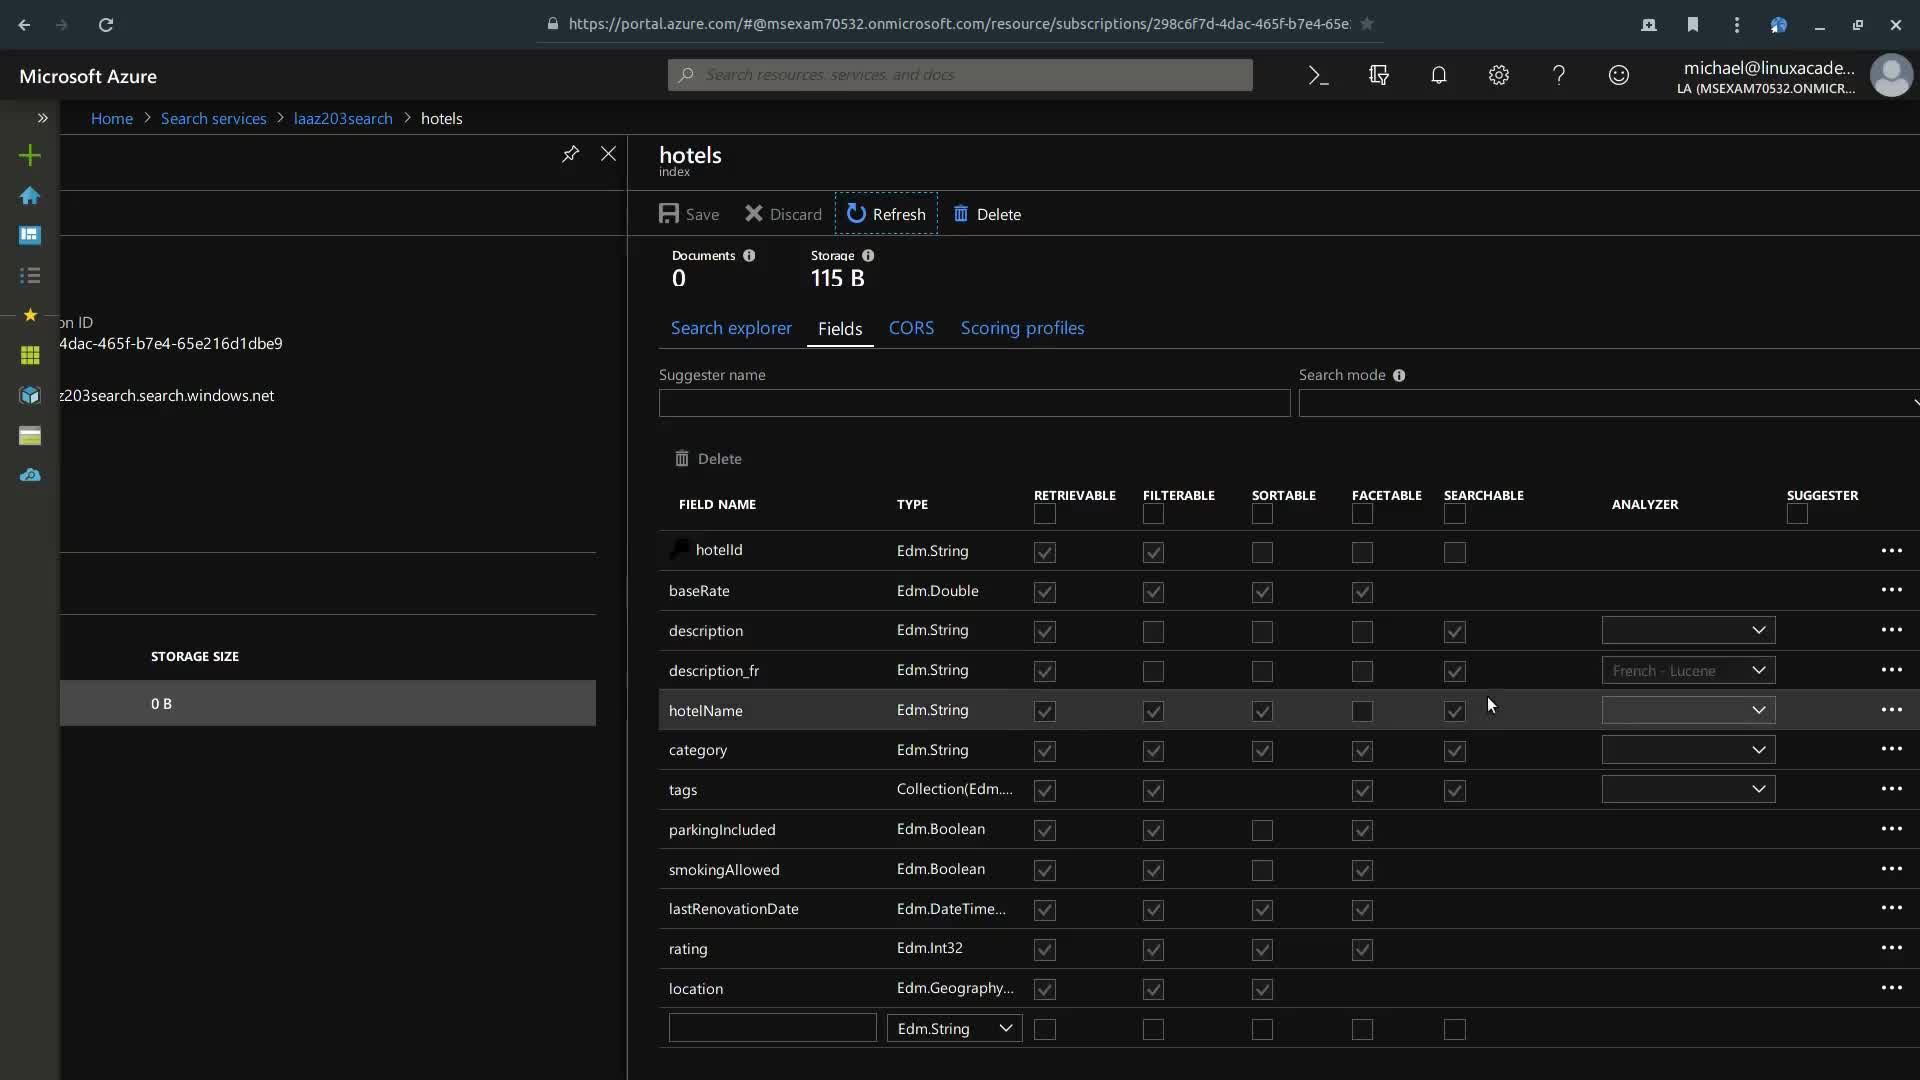 https://portal.azure.com/#@msexam70532.onmicrosoft.com/resource/subscriptions/298c6f7d-4dac-465f-b7e4-65e
Microsoft Azure
Search resources, services, and docs
michael@linuxacade...
LA (MSEXAM70532.ONMICR...
Home > Search services > laaz203search > hotels
hotels
index
Save Discard Refresh Delete
Documents Storage
0 115 B
on ID
4dac-465f-b7e4-65e216d1dbe9
z203search.search.windows.net
STORAGE SIZE
0 B
Search explorer Fields CORS Scoring profiles
Suggester name Search mode
Delete
FIELD NAME TYPE RETRIEVABLE FILTERABLE SORTABLE FACETABLE SEARCHABLE ANALYZER SUGGESTER
hotelId Edm.String
baseRate Edm.Double
description Edm.String
description_fr Edm.String French - Lucene
hotelName Edm.String
category Edm.String
tags Collection(Edm....
parkingIncluded Edm.Boolean
smokingAllowed Edm.Boolean
lastRenovationDate Edm.DateTime...
rating Edm.Int32
location Edm.Geography...
Edm.String